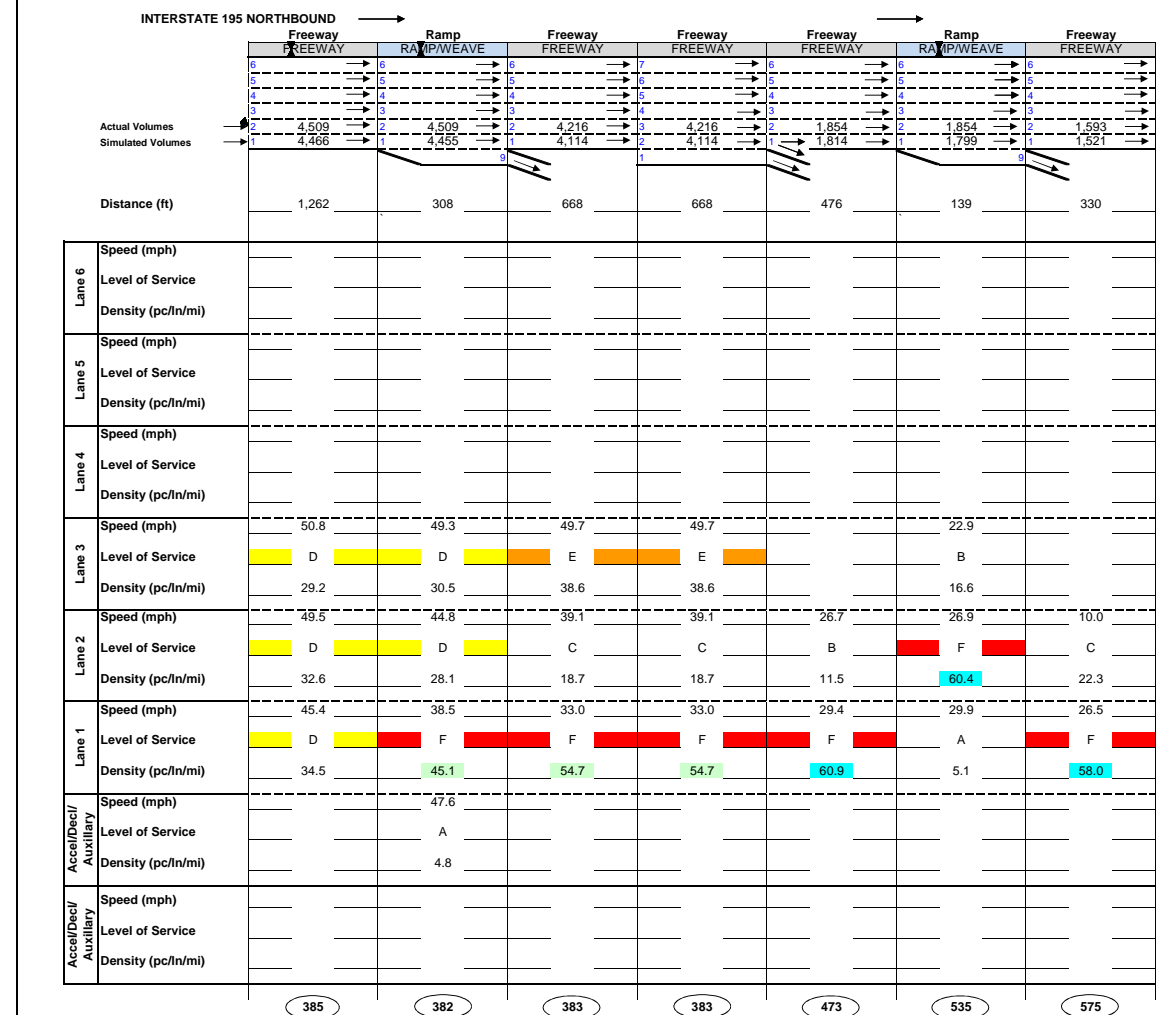 INTERSTATE 195 NORTHBOUND
Freeway Ramp Freeway Freeway Freeway Ramp Freeway
FREEWAY RAMP/WEAVE FREEWAY FREEWAY FREEWAY RAMP/WEAVE FREEWAY
6 6 6 7 6 6 6
5 5 5 6 5 5 5
4 4 4 5 4 4 4
3 3 3 4 3 3 3
Actual Volumes 2 4,509 2 4,509 2 4,216 3 4,216 2 1,854 2 1,854 2 1,593
Simulated Volumes 1 4,466 1 4,455 1 4,114 2 4,114 1 1,814 1 1,799 1 1,521
9 1 9
Distance (ft) 1,262 308 668 668 476 139 330
Lane 6
Speed (mph)
Level of Service
Density (pc/ln/mi)
Lane 5
Speed (mph)
Level of Service
Density (pc/ln/mi)
Lane 4
Speed (mph)
Level of Service
Density (pc/ln/mi)
Lane 3
Speed (mph) 50.8 49.3 49.7 49.7 22.9
Level of Service D D E E B
Density (pc/ln/mi) 29.2 30.5 38.6 38.6 16.6
Lane 2
Speed (mph) 49.5 44.8 39.1 39.1 26.7 26.9 10.0
Level of Service D D C C B F C
Density (pc/ln/mi) 32.6 28.1 18.7 18.7 11.5 60.4 22.3
Lane 1
Speed (mph) 45.4 38.5 33.0 33.0 29.4 29.9 26.5
Level of Service D F F F F A F
Density (pc/ln/mi) 34.5 45.1 54.7 54.7 60.9 5.1 58.0
Accel/Decl/
Auxillary
Speed (mph) 47.6
Level of Service A
Density (pc/ln/mi) 4.8
Accel/Decl/
Auxillary
Speed (mph)
Level of Service
Density (pc/ln/mi)
385 382 383 383 473 535 575